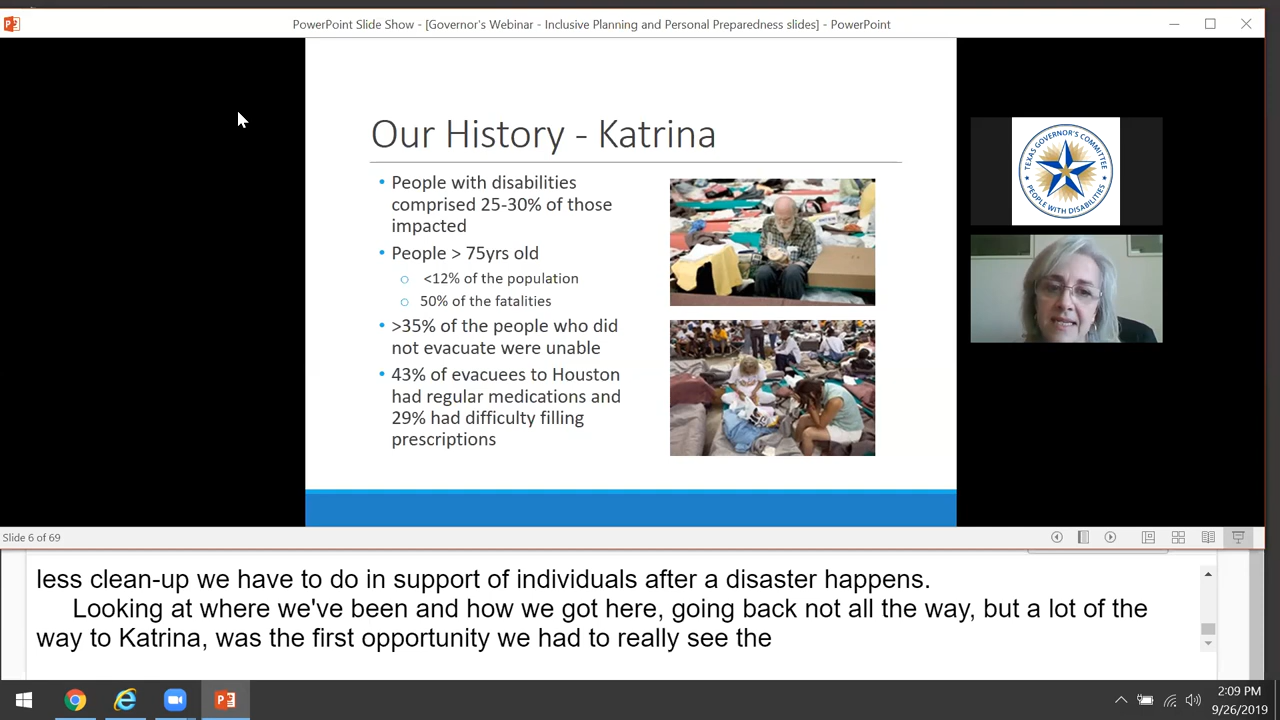 PowerPoint Slide Show - [Governor's Webinar - Inclusive Planning and Personal Preparedness slides] - PowerPoint
Our History - Katrina
• People with disabilities
comprised 25-30% of those
impacted
• People > 75yrs old
o <12% of the population
o 50% of the fatalities
• >35% of the people who did
not evacuate were unable
• 43% of evacuees to Houston
had regular medications and
29% had difficulty filling
prescriptions
TEXAS GOVERNOR'S COMMITTEE
PEOPLE WITH DISABILITIES
Slide 6 of 69
less clean-up we have to do in support of individuals after a disaster happens.
Looking at where we've been and how we got here, going back not all the way, but a lot of the
way to Katrina, was the first opportunity we had to really see the
2:09 PM
9/26/2019